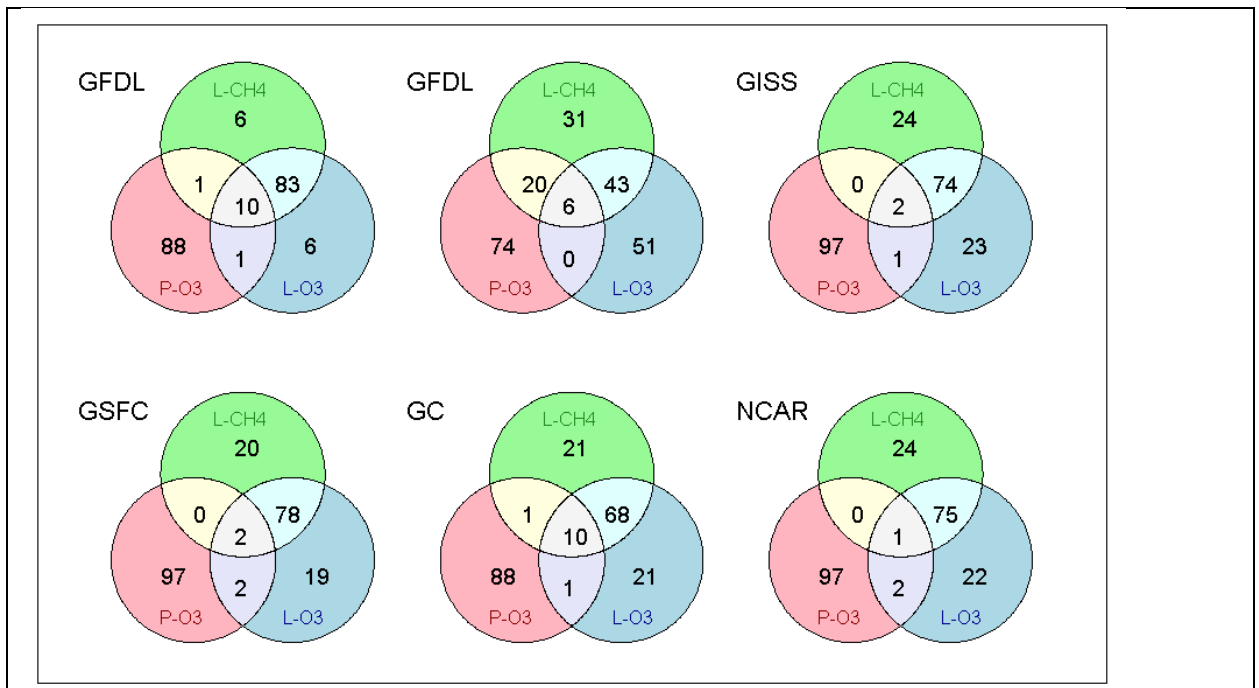 GFDL L-CH4 GFDL L-CH4 GISS L-CH4
6 31 24
1 83 20 43 0 74
10 6 2
88 6 74 51 97 23
1 0 1
P-O3 L-O3 P-O3 L-O3 P-O3 L-O3
GSFC L-CH4 GC L-CH4 NCAR L-CH4
20 21 24
0 78 1 68 0 75
2 10 1
97 19 88 21 97 22
2 1 2
P-O3 L-O3 P-O3 L-O3 P-O3 L-O3